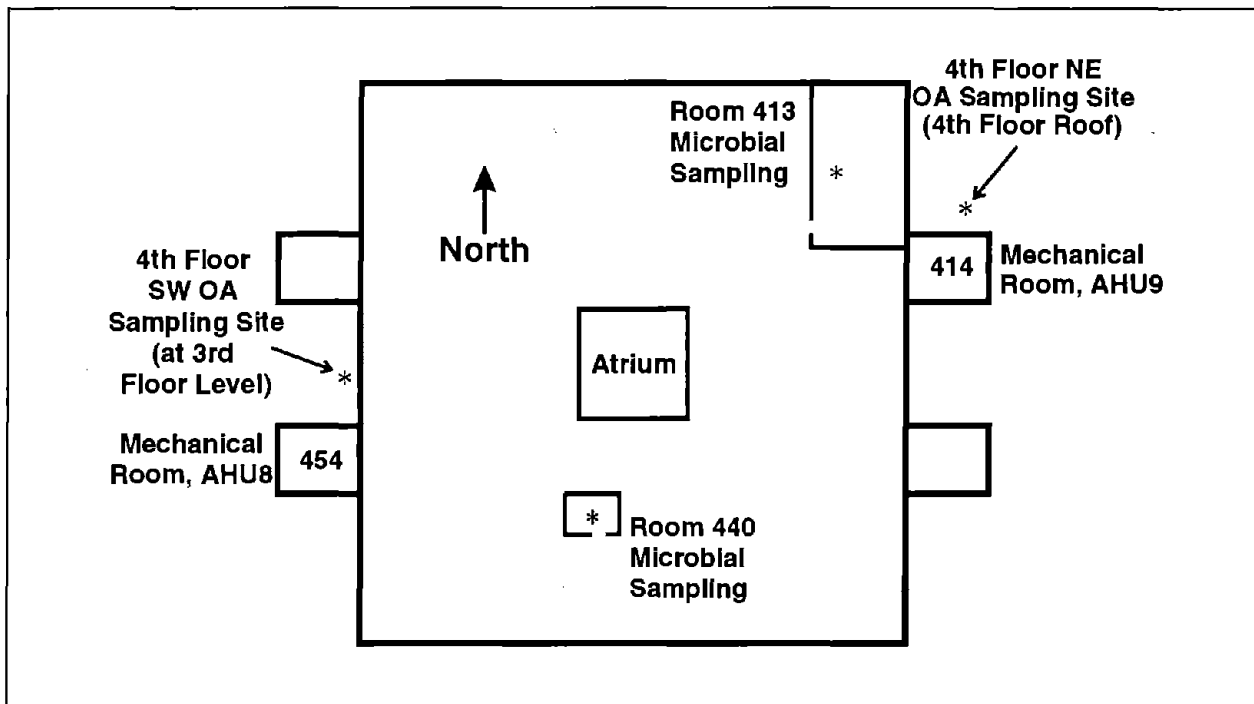 4th Floor NE
OA Sampling Site
(4th Floor Roof)
*
Room 413
Microbial
Sampling
*
North
414
Mechanical
Room, AHU9
4th Floor
SW OA
Sampling Site
(at 3rd
Floor Level)
*
Atrium
Mechanical
Room, AHU8
454
*
Room 440
Microbial
Sampling